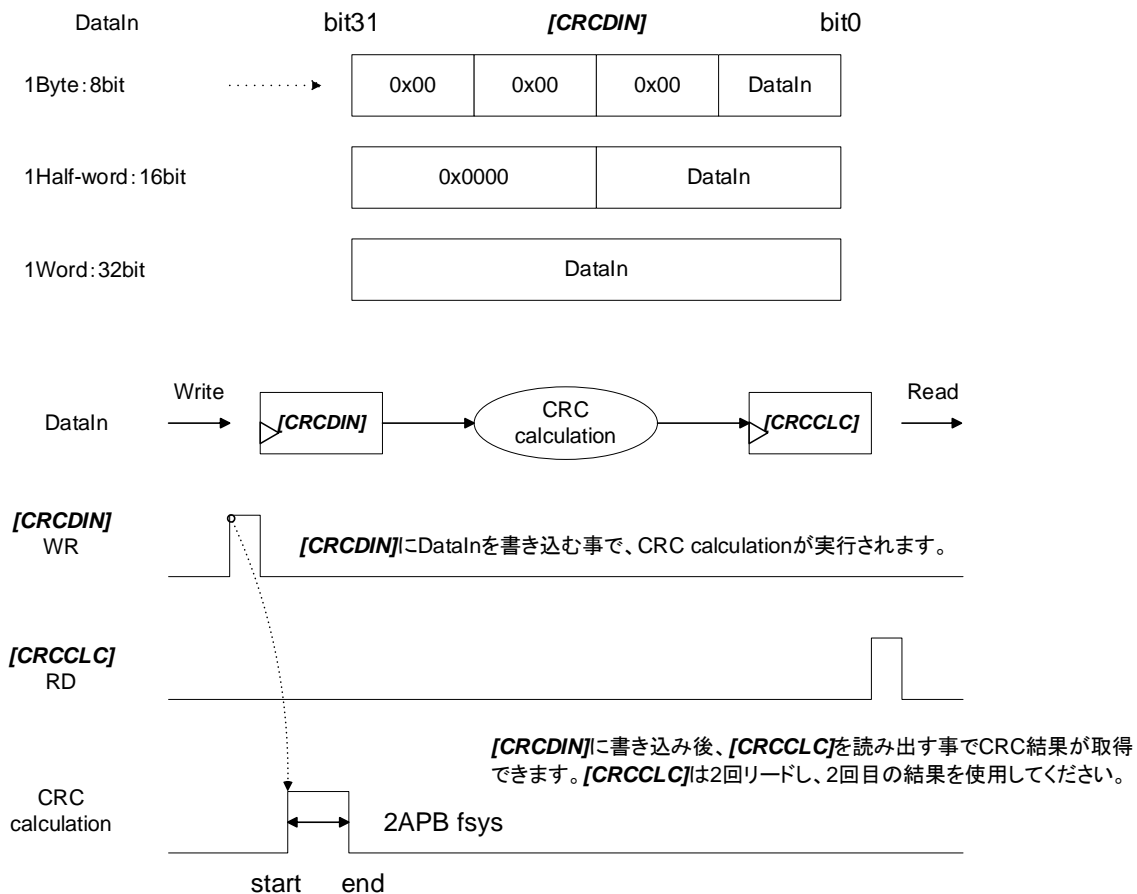 DataIn bit31 [CRCDIN] bit0
1Byte:8bit 0x00 0x00 0x00 DataIn
1Half-word:16bit 0x0000 DataIn
1Word:32bit DataIn
Write Read
DataIn [CRCDIN] CRC calculation [CRCCLC]
[CRCDIN]
WR
[CRCDIN]にDataInを書き込む事で、CRC calculationが実行されます。
[CRCCLC]
RD
[CRCDIN]に書き込み後、[CRCCLC]を読み出す事でCRC結果が取得
できます。[CRCCLC]は2回リードし、2回目の結果を使用してください。
CRC
calculation
2APB fsys
start end